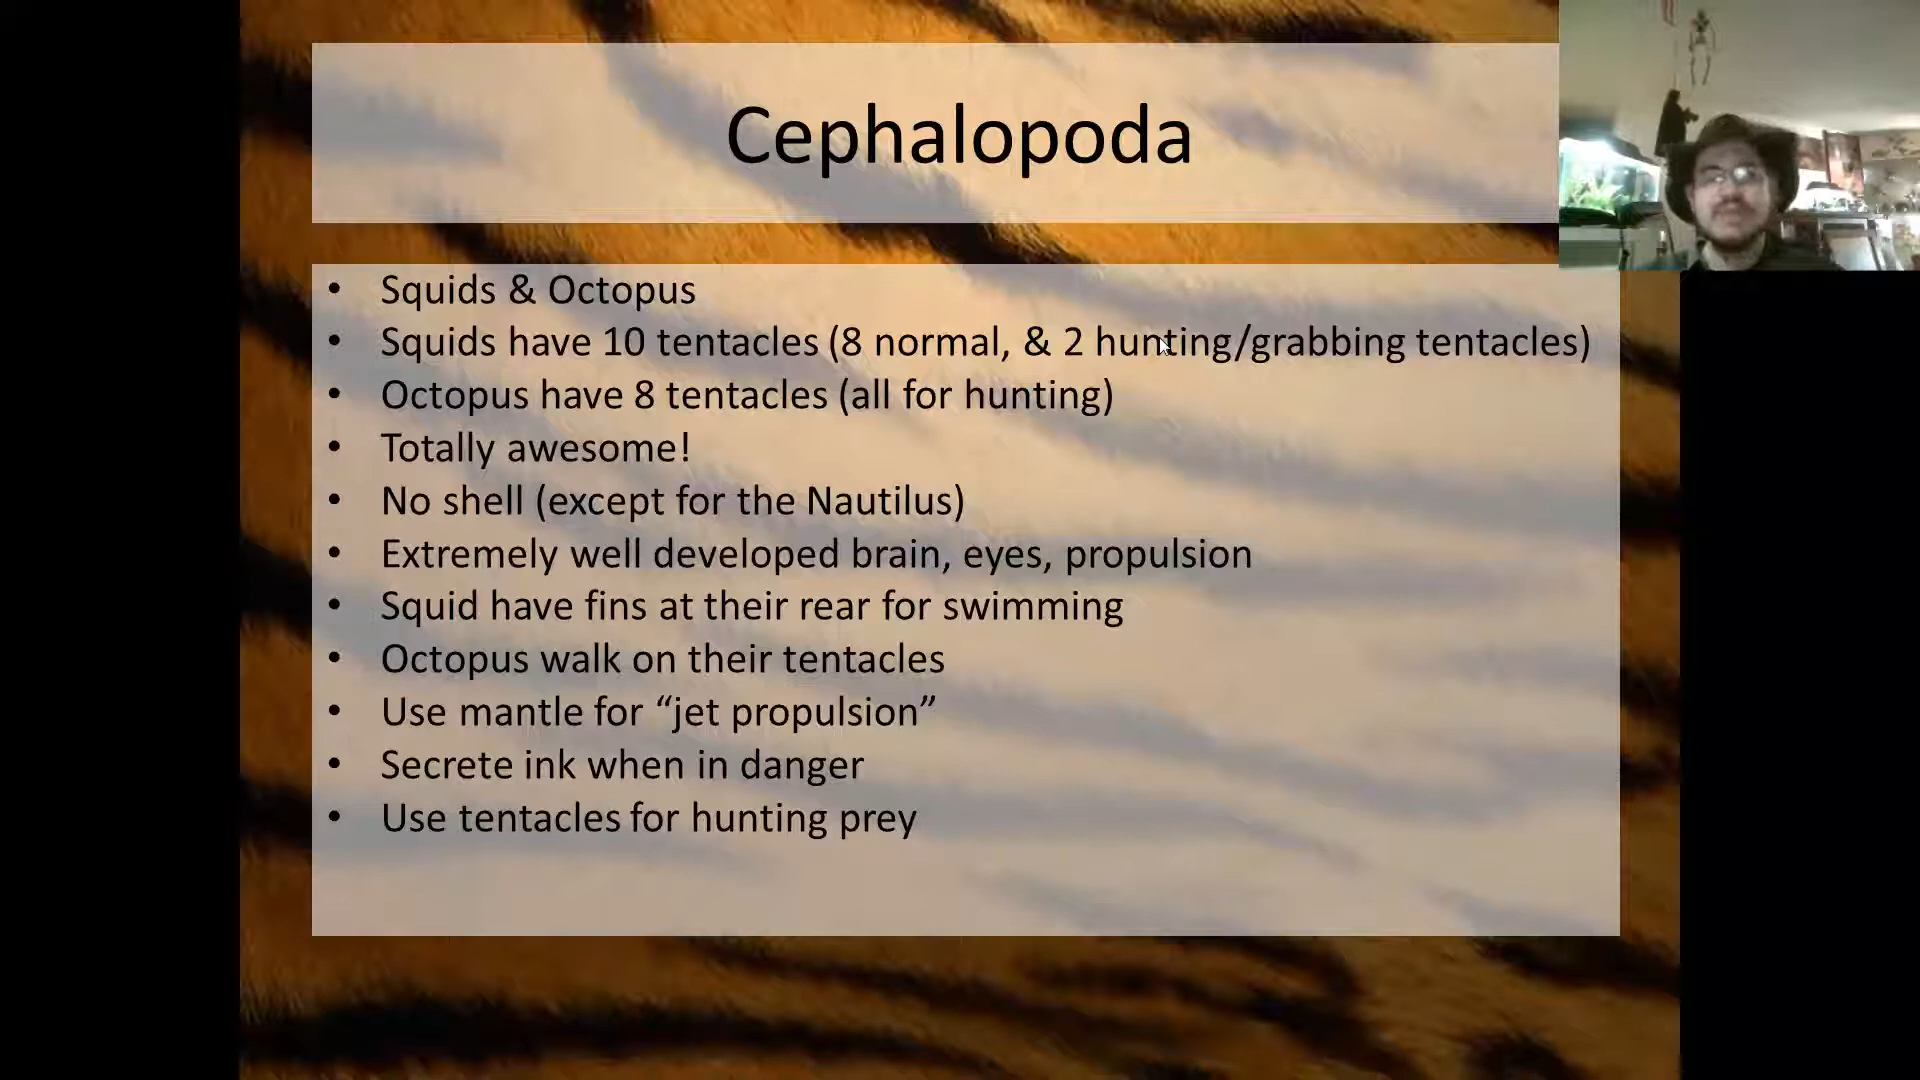 Cephalopoda
• Squids & Octopus
• Squids have 10 tentacles (8 normal, & 2 hunting/grabbing tentacles)
• Octopus have 8 tentacles (all for hunting)
• Totally awesome!
• No shell (except for the Nautilus)
• Extremely well developed brain, eyes, propulsion
• Squid have fins at their rear for swimming
• Octopus walk on their tentacles
• Use mantle for “jet propulsion”
• Secrete ink when in danger
• Use tentacles for hunting prey